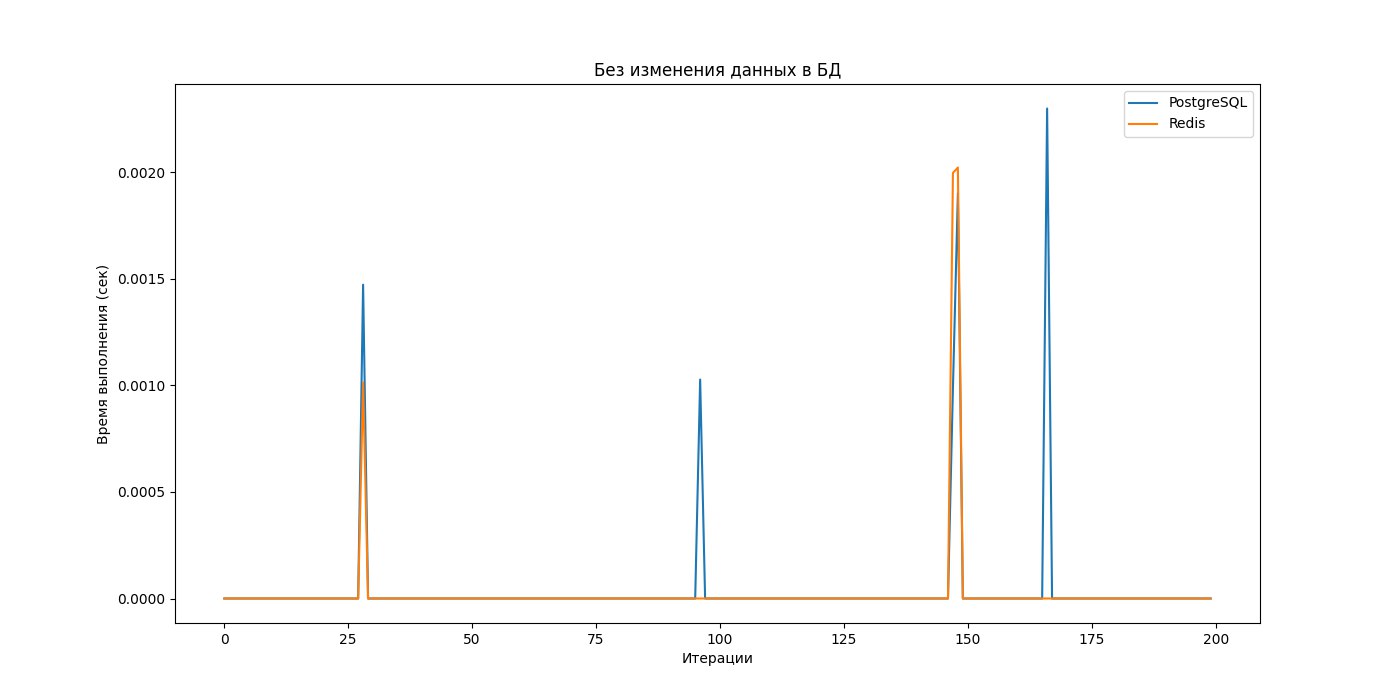 Без изменения данных в БД
PostgreSQL
Redis
Время выполнения (сек)
0.0020
0.0015
0.0010
0.0005
0.0000
0 25 50 75 100 125 150 175 200
Итерации